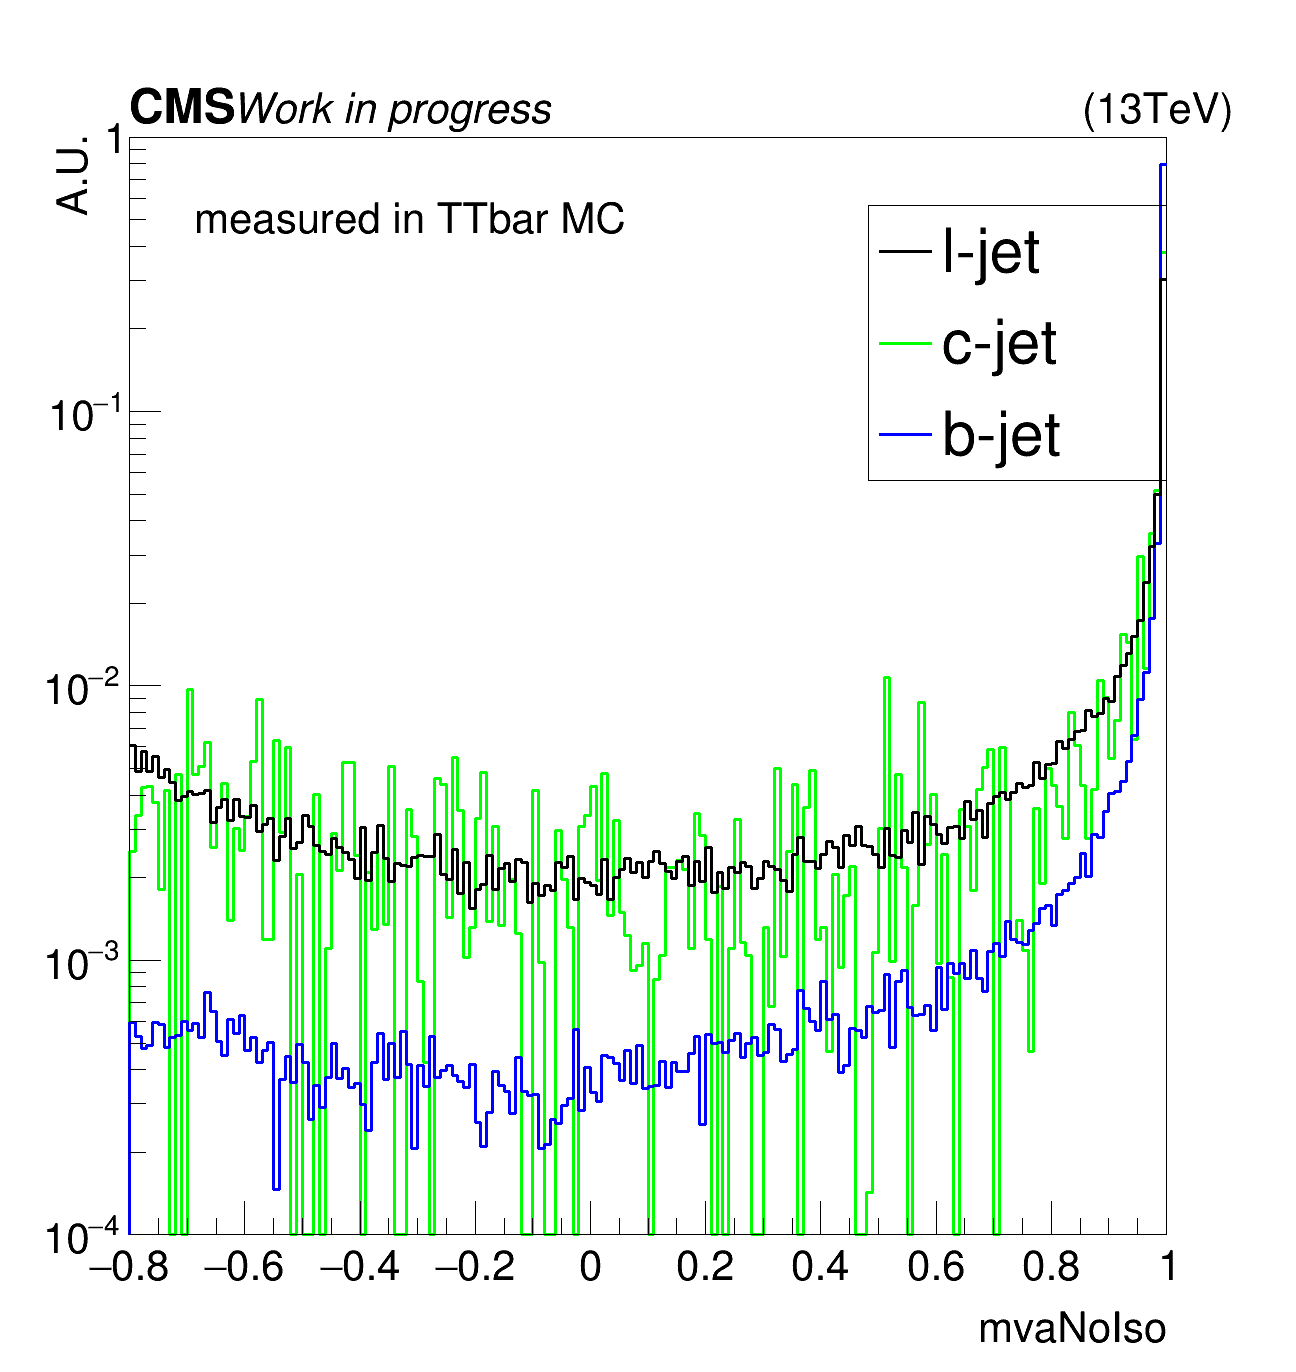 CMS Work in progress (13TeV)
A.U.
measured in TTbar MC
l-jet
c-jet
b-jet
1
10−1
10−2
10−3
10−4
−0.8 −0.6 −0.4 −0.2 0 0.2 0.4 0.6 0.8 1
mvaNoIso